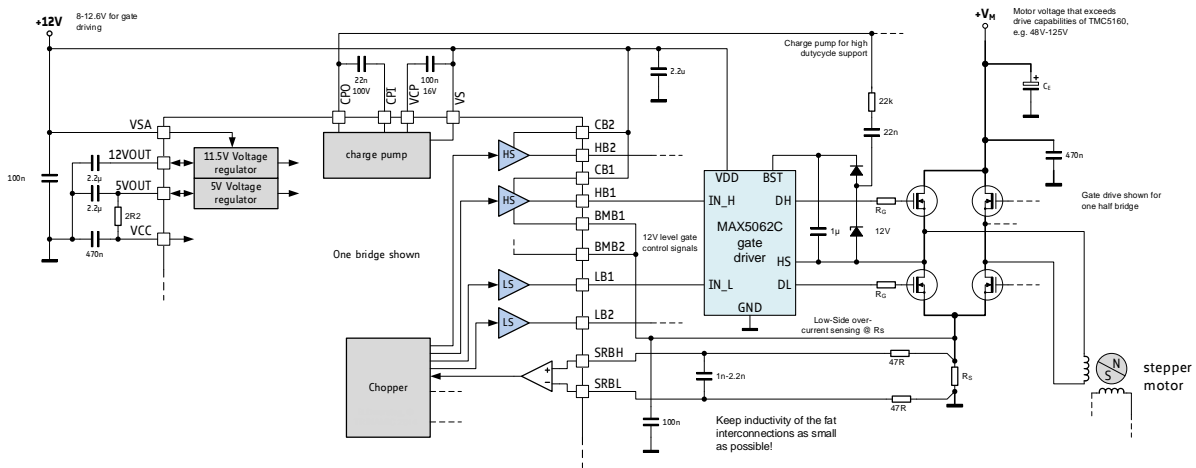 +12V
8-12.6V for gate
driving
+VM
Motor voltage that exceeds
drive capabilities of TMC5160,
e.g. 48V-125V
Charge pump for high
dutycycle support
22n
100V
100n
16V
2.2u
CPO
CPI
VCP
VS
CE
22k
22n
470n
VSA
12VOUT
5VOUT
VCC
100n
2.2µ
2.2µ
2R2
470n
11.5V Voltage
regulator
5V Voltage
regulator
charge pump
HS
HS
LS
LS
CB2
HB2
CB1
HB1
BMB1
BMB2
LB1
LB2
SRBH
SRBL
One bridge shown
12V level gate
control signals
VDD
BST
IN_H
DH
MAX5062C
gate
driver
HS
IN_L
DL
GND
1µ
12V
RG
RG
Gate drive shown for
one half bridge
Low-Side over-
current sensing @ Rs
Chopper
+
−
1n-2.2n
47R
47R
RS
100n
Keep inductivity of the fat
interconnections as small
as possible!
N
S
stepper
motor